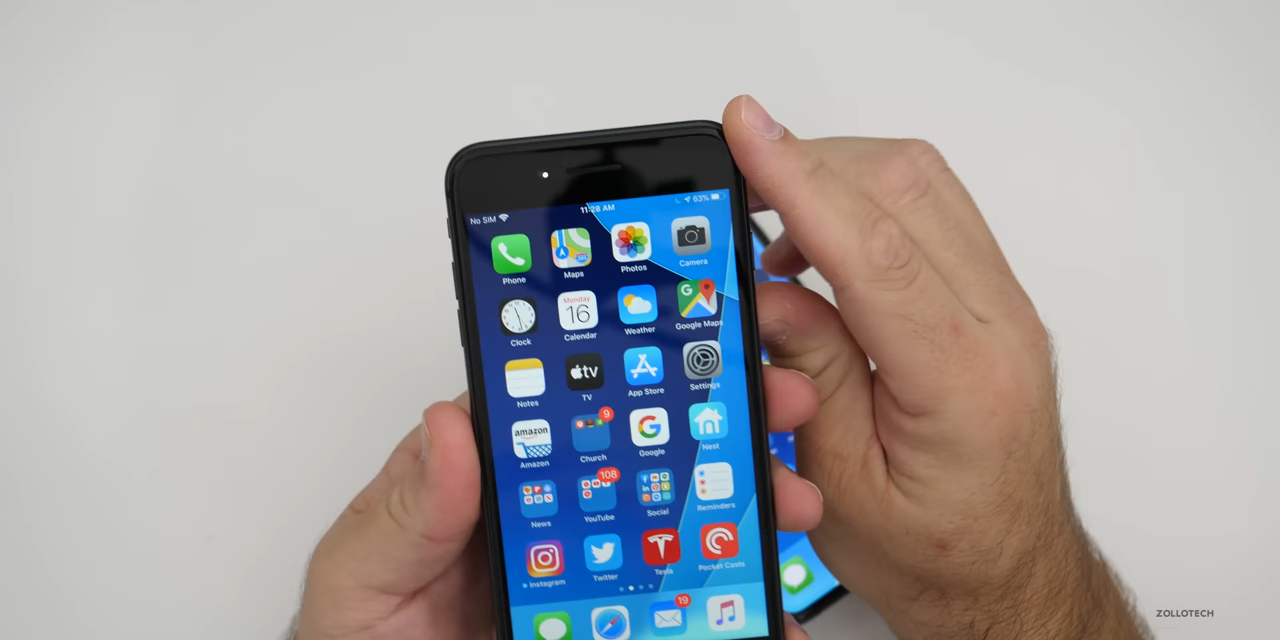 No SIM
11:28 AM
63%
Phone
Maps
Photos
Camera
Clock
Monday
16
Calendar
Weather
Google Maps
Notes
tv
TV
App Store
Settings
amazon
Amazon
9
Church
Google
Nest
News
108
YouTube
Social
Reminders
Instagram
Twitter
Tesla
Pocket Casts
19
ZOLLOTECH